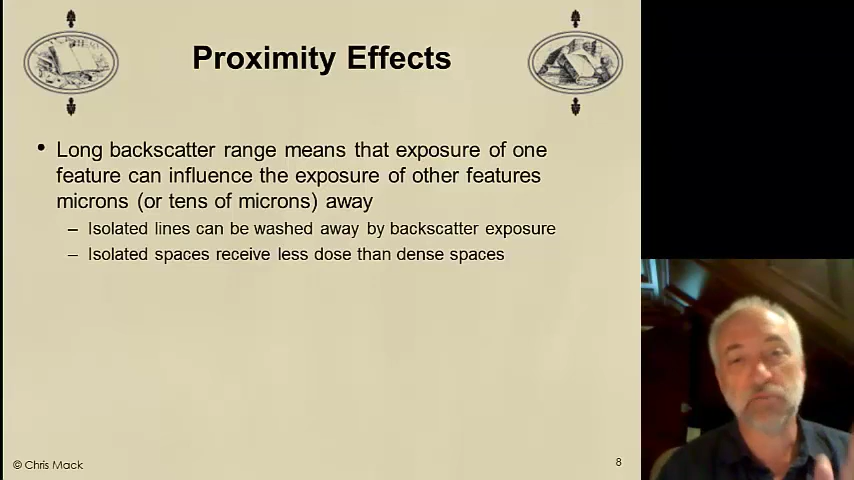 Proximity Effects
• Long backscatter range means that exposure of one
feature can influence the exposure of other features
microns (or tens of microns) away
– Isolated lines can be washed away by backscatter exposure
– Isolated spaces receive less dose than dense spaces
© Chris Mack
8